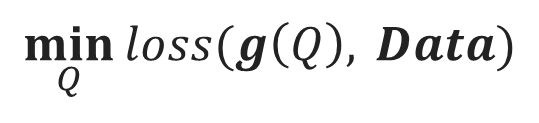 min loss(g(Q), Data)
Q